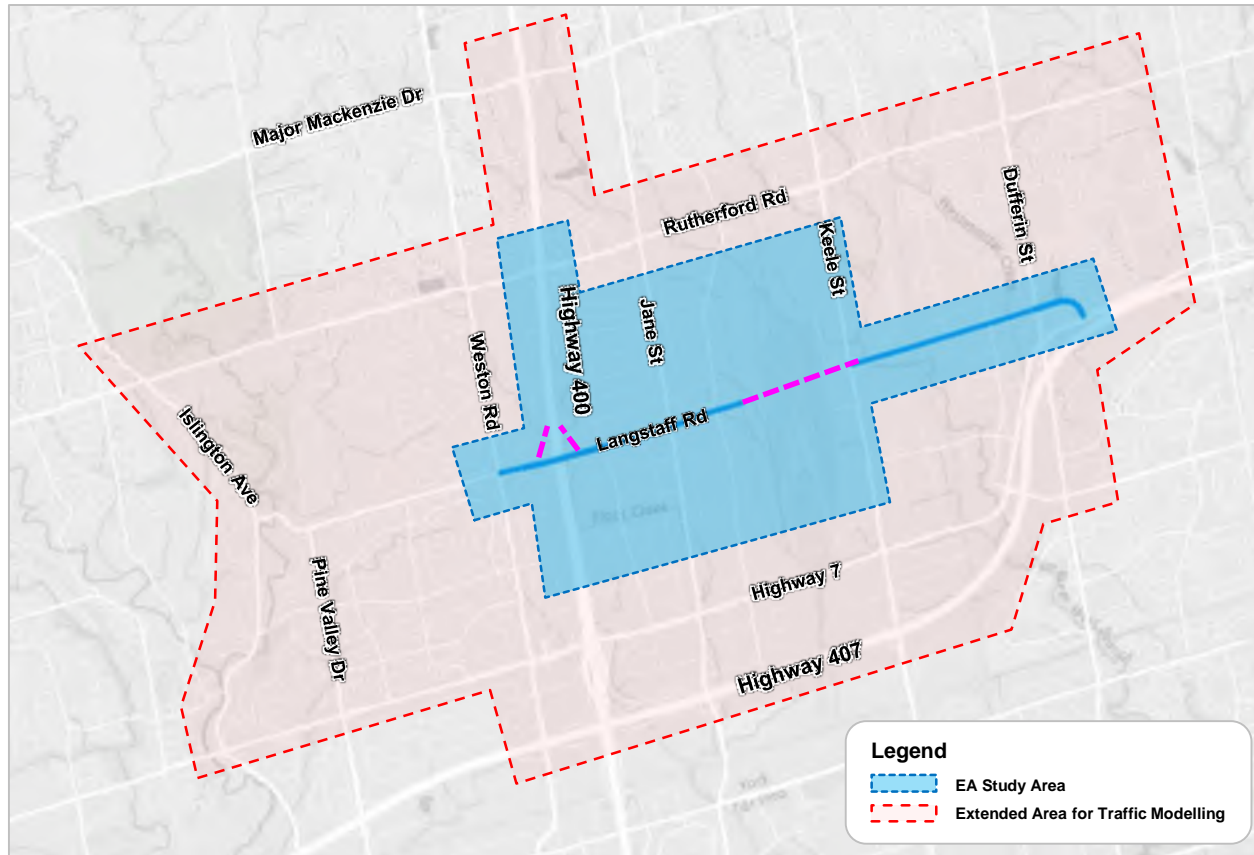 Major Mackenzie Dr
Rutherford Rd
Dufferin St
Keele St
Highway 400
Jane St
Weston Rd
Langstaff Rd
Islington Ave
Pine Valley Dr
Highway 7
Highway 407
Legend
EA Study Area
Extended Area for Traffic Modelling